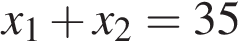 x₁ + x₂ = 35